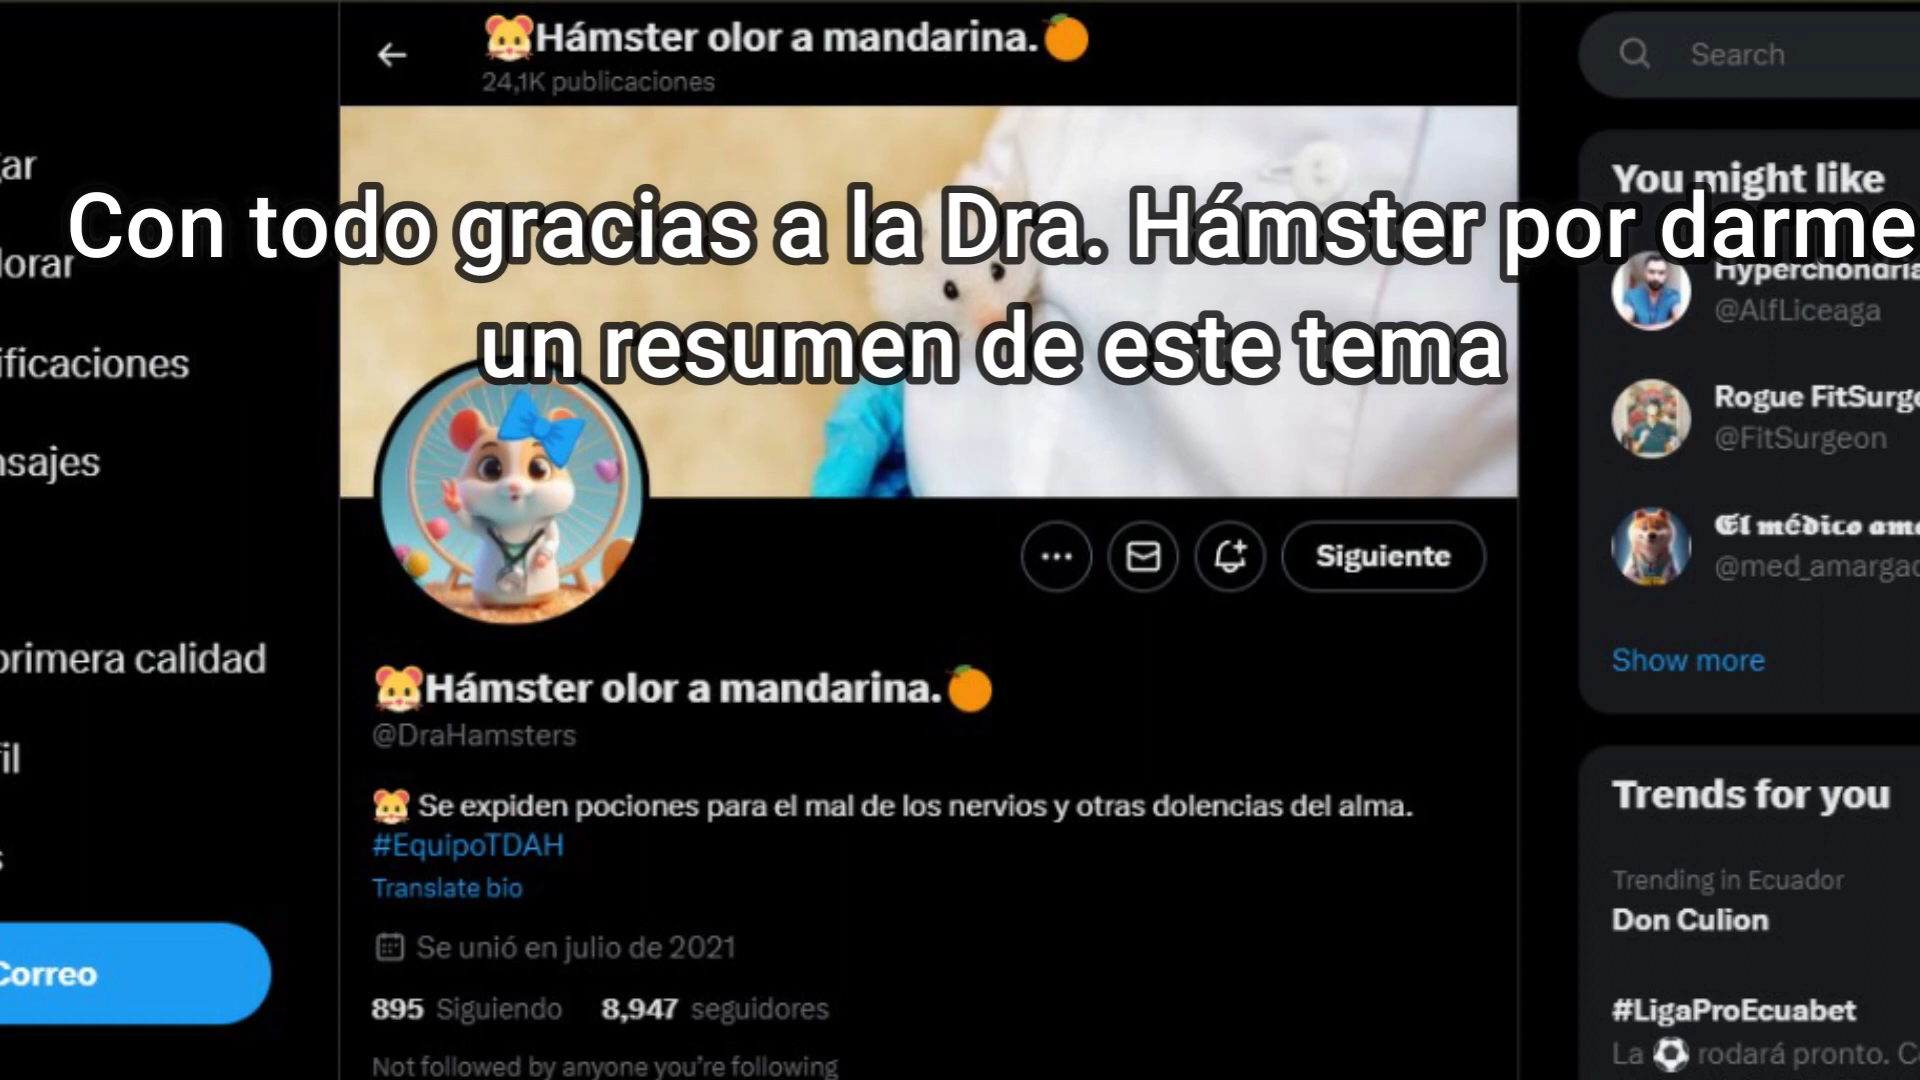 Hámster olor a mandarina.
24,1K publicaciones
Search
Con todo gracias a la Dra. Hámster por darme
un resumen de este tema
ificaciones
primera calidad
Correo
Siguiente
Hámster olor a mandarina.
@DraHamsters
Se expiden pociones para el mal de los nervios y otras dolencias del alma.
#EquipoTDAH
Translate bio
Se unió en julio de 2021
895 Siguiendo 8,947 seguidores
Not followed by anyone you're following
You might like
Hyperchondria
@AlfLiceaga
Rogue FitSurge
@FitSurgeon
El médico ama
@med_amargad
Show more
Trends for you
Trending in Ecuador
Don Culion
#LigaProEcuabet
La rodará pronto.